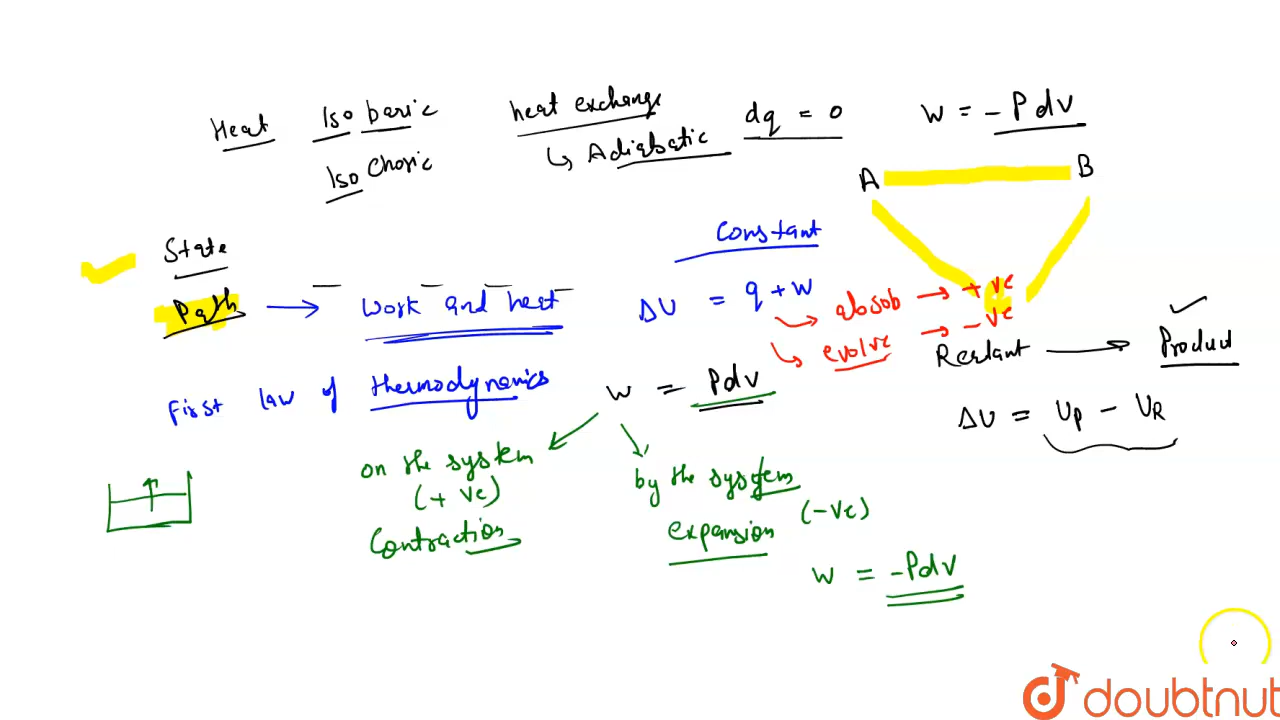 Heat
Iso baric
Iso Choric
heat exchange
↳ Adiabatic
dq = 0
W = - Pdv
A B
State
Path → work and heat
Constant
ΔU = q + w
absob → + ve
evolve → - ve
Reactant → Product
ΔU = UP - UR
First law of thermodynamics
w = Pdv
on the system
(+ ve)
Contraction
by the system
expansion (-ve)
w = -Pdv
doubtnut